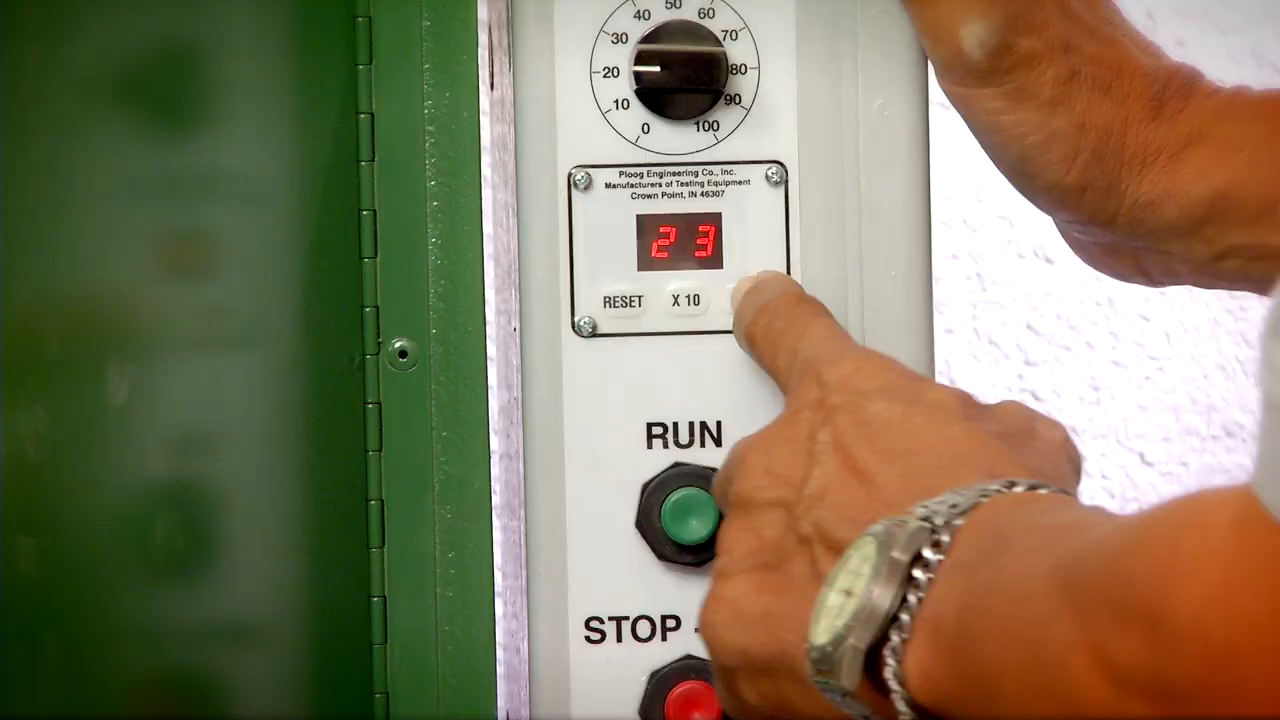 50
40 60
30 70
20 80
10 90
0 100
Ploog Engineering Co., Inc.
Manufacturers of Testing Equipment
Crown Point, IN 46307
23
RESET X 10
RUN
STOP -